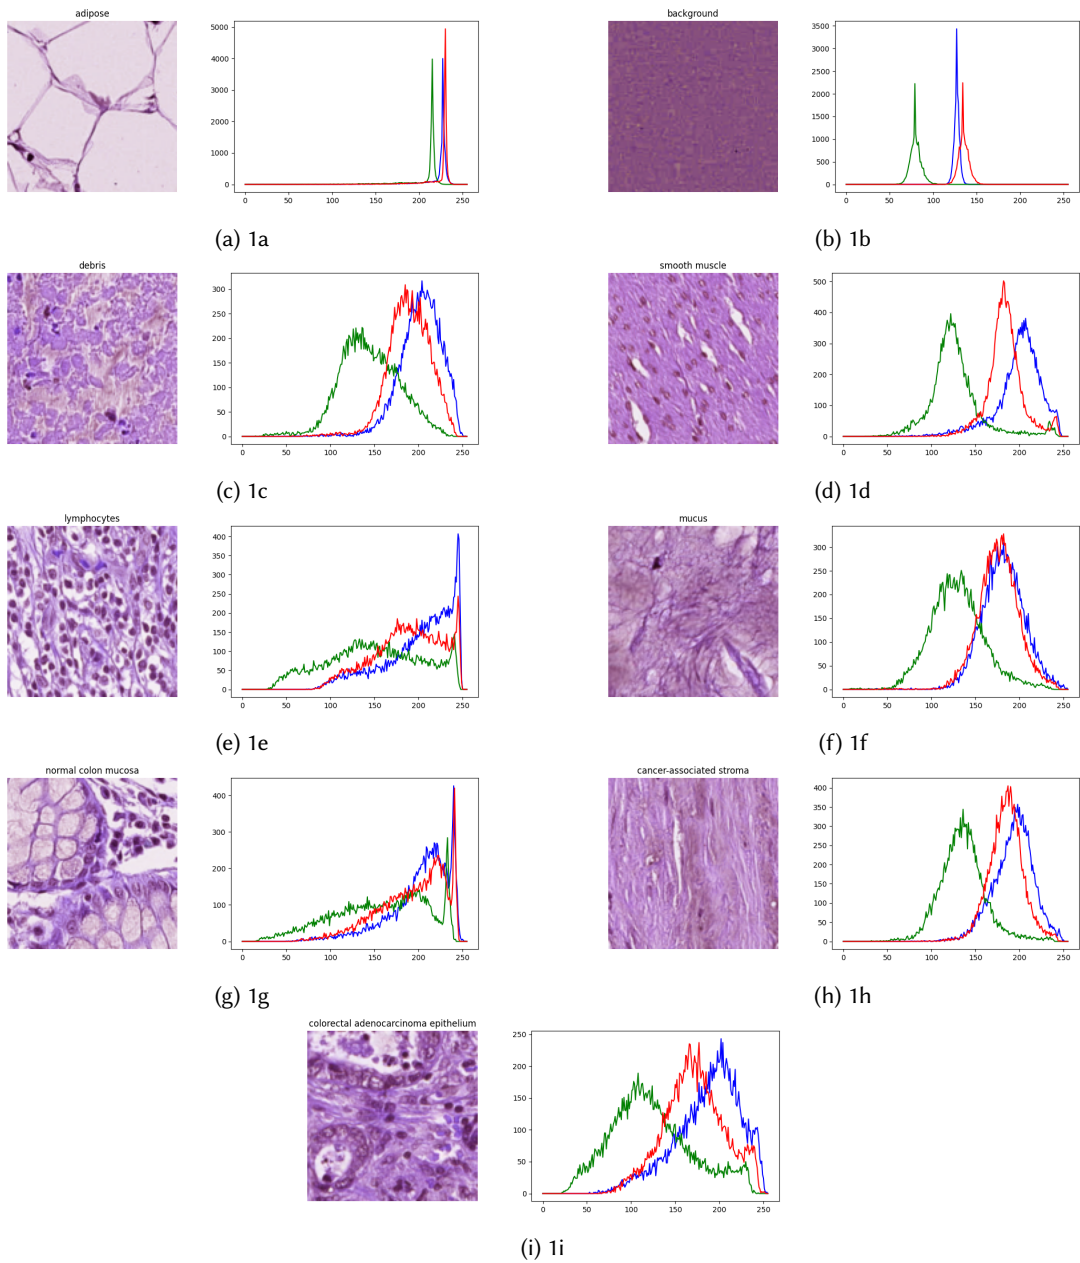 adipose
background
5000
4000
3000
2000
1000
0
0 50 100 150 200 250
3500
3000
2500
2000
1500
1000
500
0
0 50 100 150 200 250
(a) 1a
(b) 1b
debris
smooth muscle
300
250
200
150
100
50
0
0 50 100 150 200 250
500
400
300
200
100
0
0 50 100 150 200 250
(c) 1c
(d) 1d
lymphocytes
mucus
400
350
300
250
200
150
100
50
0
0 50 100 150 200 250
300
250
200
150
100
50
0
0 50 100 150 200 250
(e) 1e
(f) 1f
normal colon mucosa
cancer-associated stroma
400
300
200
100
0
0 50 100 150 200 250
400
350
300
250
200
150
100
50
0
0 50 100 150 200 250
(g) 1g
(h) 1h
colorectal adenocarcinoma epithelium
250
200
150
100
50
0
0 50 100 150 200 250
(i) 1i